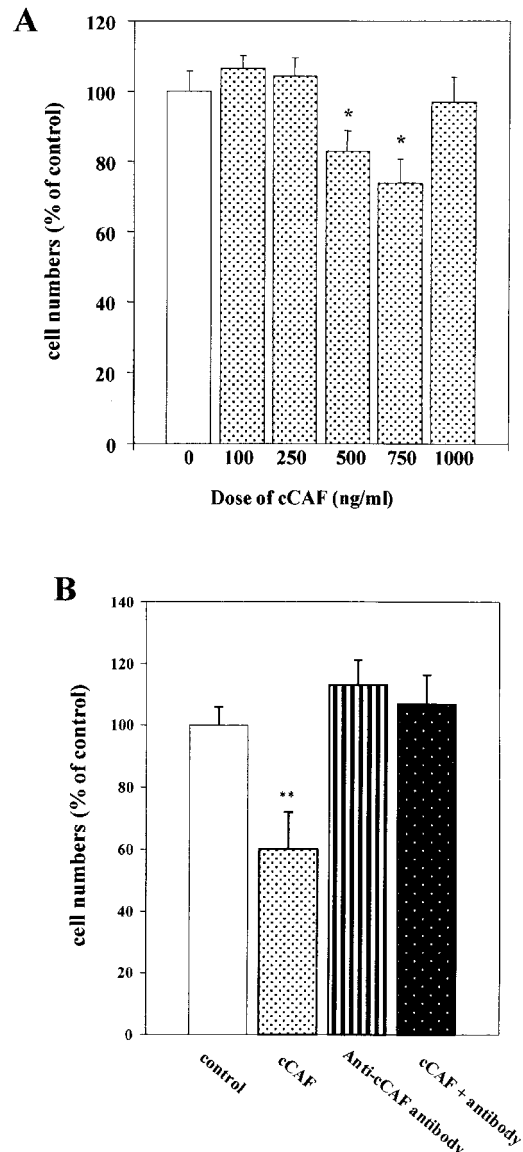 A
cell numbers (% of control)
120
100
80
60
40
20
0
*
*
0 100 250 500 750 1000
Dose of cCAF (ng/ml)
B
cell numbers (% of control)
140
120
100
80
60
40
20
0
**
control
cCAF
Anti-cCAF antibody
cCAF + antibody